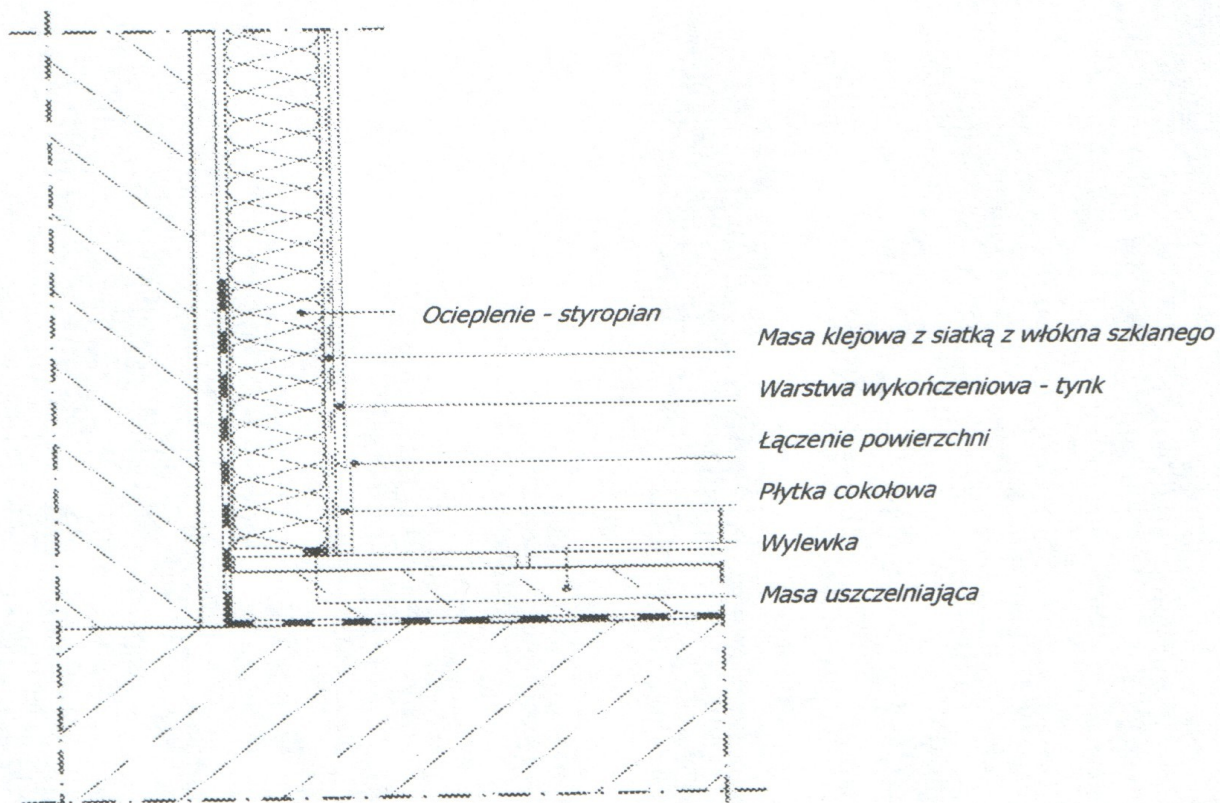 Ocieplenie - styropian
Masa klejowa z siatką z włókna szklanego
Warstwa wykończeniowa - tynk
Łączenie powierzchni
Płytka cokołowa
Wylewka
Masa uszczelniająca